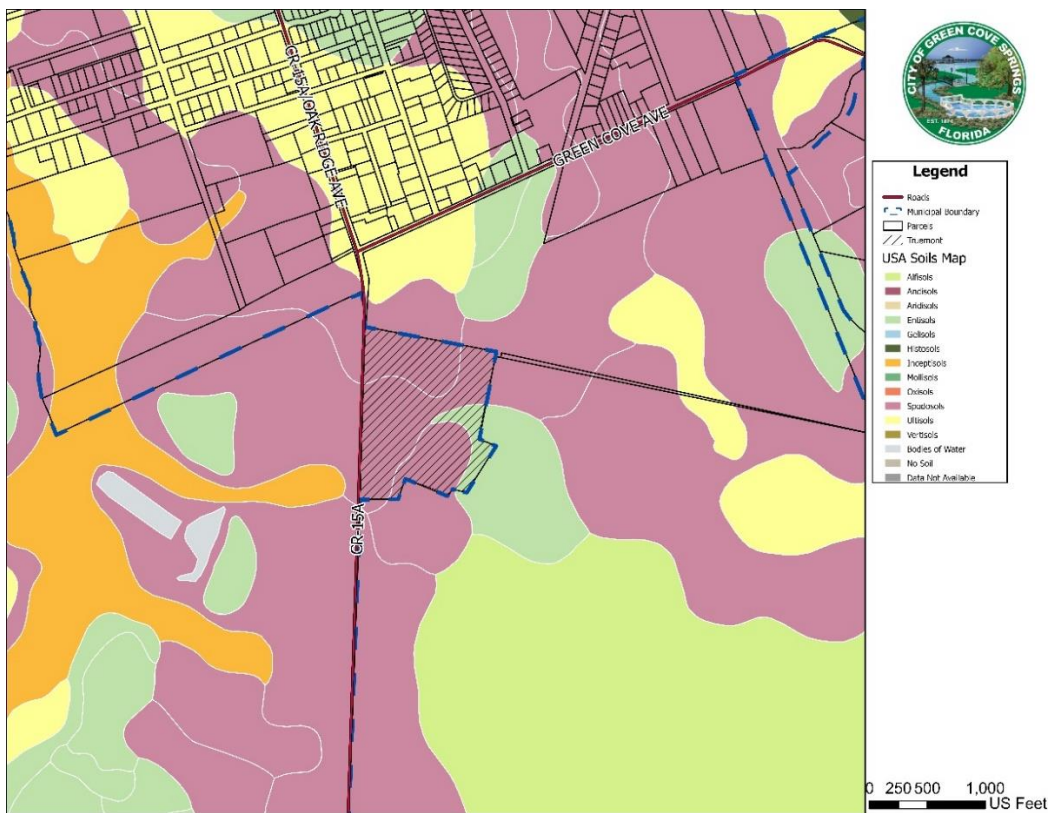 CR-15A/OAK RIDGE AVE
GREEN COVE AVE
CR-15A
CITY OF GREEN COVE SPRINGS
EST. 1874
FLORIDA
Legend
Roads
Municipal Boundary
Parcels
Truemont
USA Soils Map
Alfisols
Andisols
Aridisols
Entisols
Gelisols
Histosols
Inceptisols
Mollisols
Oxisols
Spodosols
Ultisols
Vertisols
Bodies of Water
No Soil
Data Not Available
0 250 500 1,000
US Feet